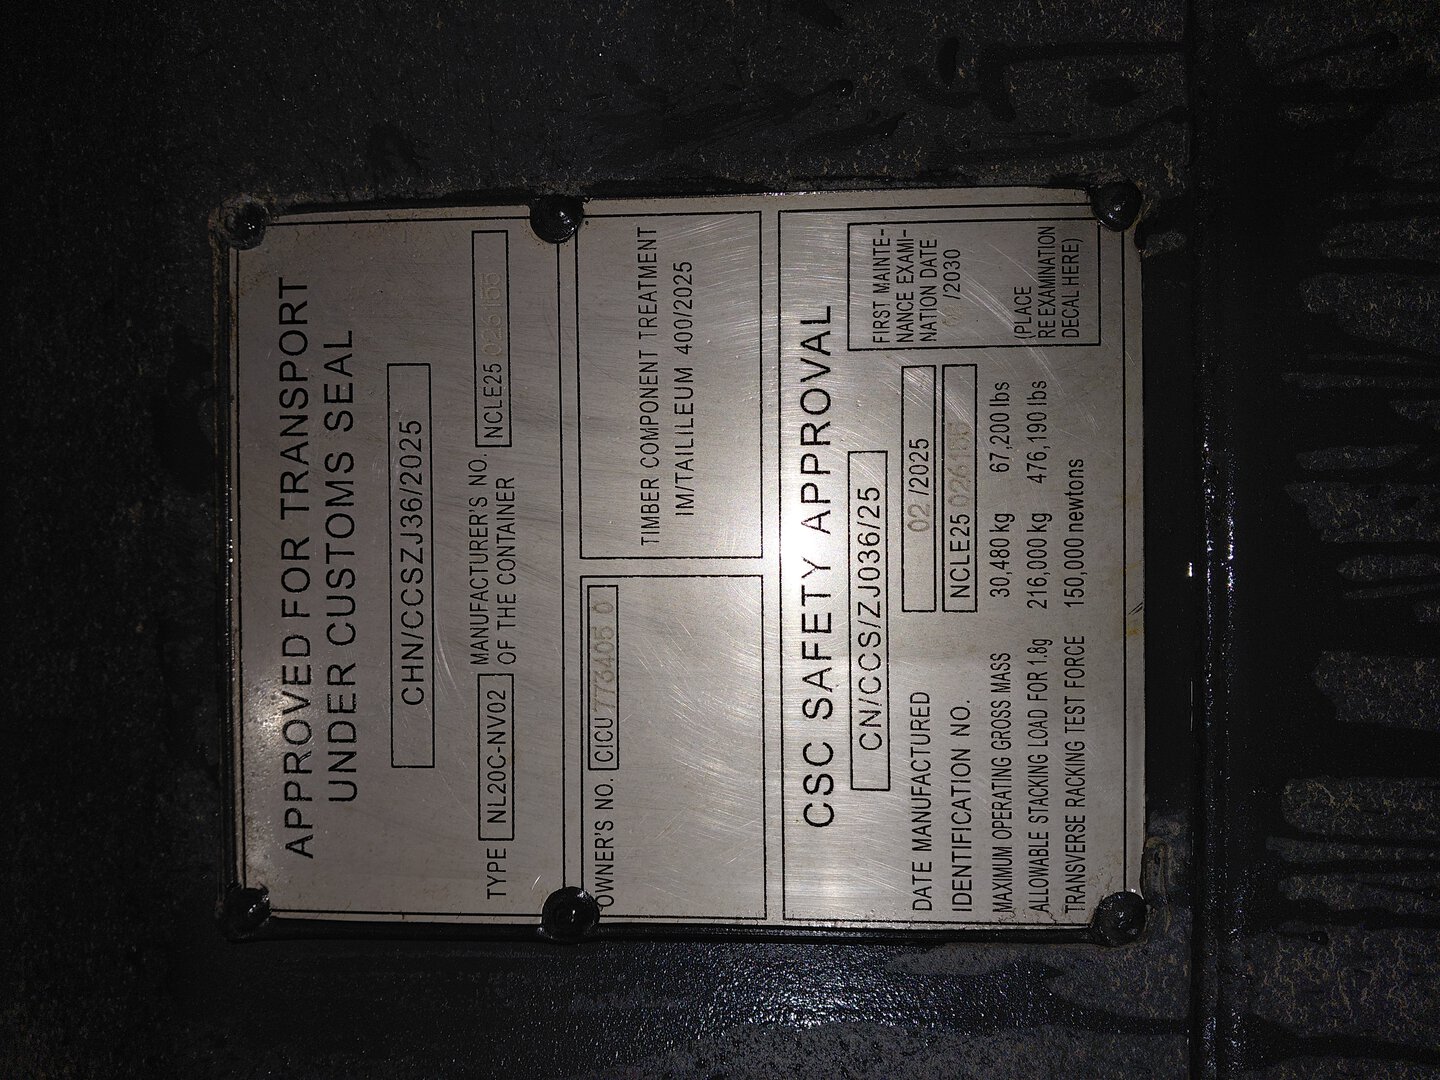 APPROVED FOR TRANSPORT
UNDER CUSTOMS SEAL
CHN/CCSZJ36/2025
TYPE NL20C-NV02 MANUFACTURER'S NO.
OF THE CONTAINER NCLE25
OWNER'S NO. CICU 773405 0
TIMBER COMPONENT TREATMENT
IM/TAILILEUM 400/2025
CSC SAFETY APPROVAL
CN/CCS/ZJ036/25
DATE MANUFACTURED 02 /2025
IDENTIFICATION NO. NCLE25
MAXIMUM OPERATING GROSS MASS 30,480 kg 67,200 lbs
ALLOWABLE STACKING LOAD FOR 1.8g 216,000 kg 476,190 lbs
TRANSVERSE RACKING TEST FORCE 150,000 newtons
FIRST MAINTE-
NANCE EXAMI-
NATION DATE
/2030
(PLACE
RE EXAMINATION
DECAL HERE)